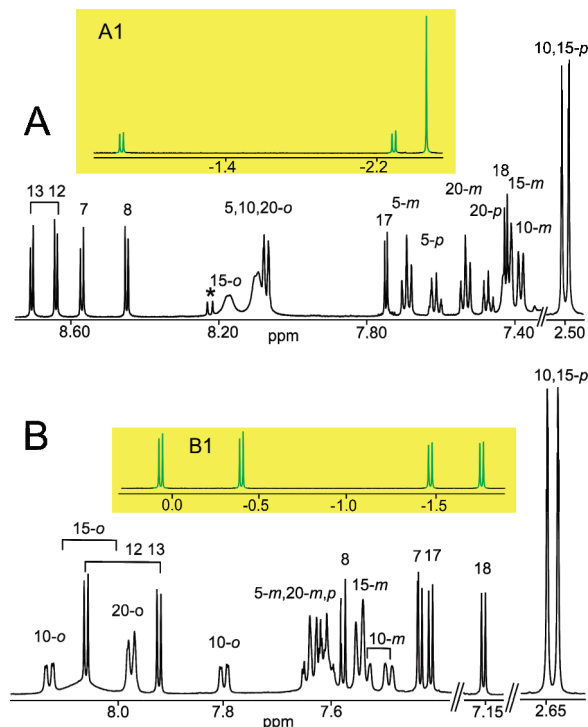 A1
10,15-p
-1.4 -2.2
A
13 12
7
8
5,10,20-o
15-o
*
17
5-m
5-p
20-m
20-p
18
15-m
10-m
8.60 8.20 7.80 7.40 2.50
ppm
B
B1
10,15-p
0.0 -0.5 -1.0 -1.5
15-o
12 13
10-o
20-o
10-o
5-m,20-m,p
8
15-m
10-m
7 17
18
8.0 7.6 7.15 2.65
ppm